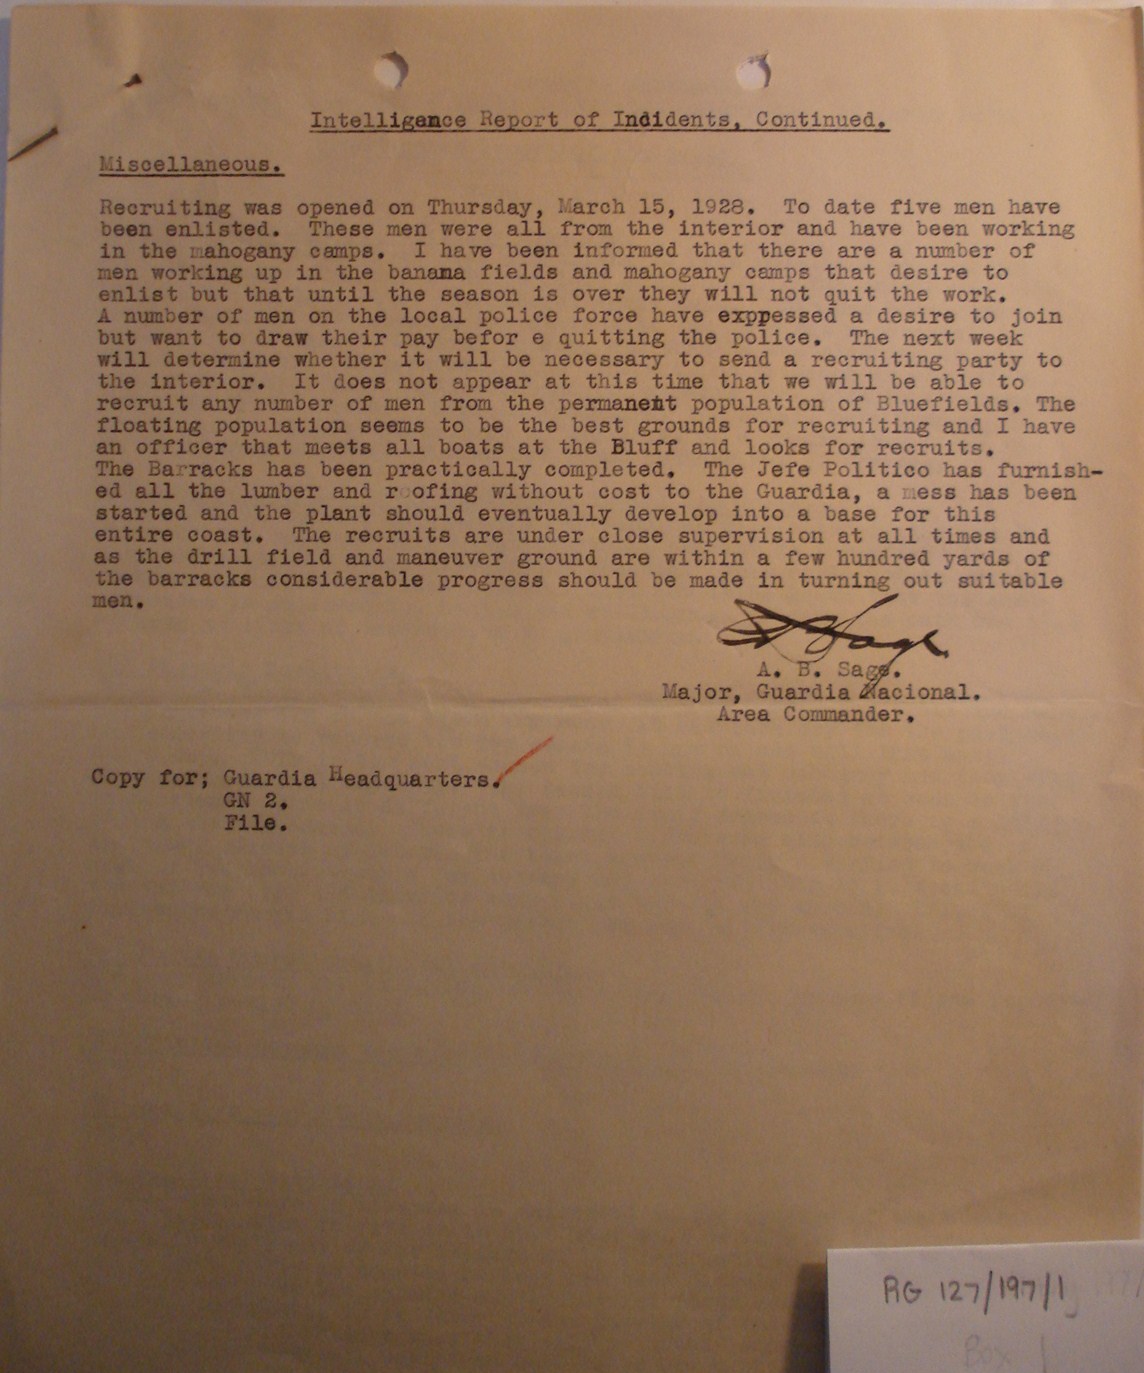 Intelligence Report of Indidents, Continued.
Miscellaneous.
Recruiting was opened on Thursday, March 15, 1928.  To date five men have
been enlisted.  These men were all from the interior and have been working
in the mahogany camps.  I have been informed that there are a number of
men working up in the banana fields and mahogany camps that desire to
enlist but that until the season is over they will not quit the work.
A number of men on the local police force have exppessed a desire to join
but want to draw their pay befor e quitting the police.  The next week
will determine whether it will be necessary to send a recruiting party to
the interior.  It does not appear at this time that we will be able to
recruit any number of men from the permanent population of Bluefields. The
floating population seems to be the best grounds for recruiting and I have
an officer that meets all boats at the Bluff and looks for recruits.
The Barracks has been practically completed.  The Jefe Politico has furnish-
ed all the lumber and roofing without cost to the Guardia, a mess has been
started and the plant should eventually develop into a base for this
entire coast.  The recruits are under close supervision at all times and
as the drill field and maneuver ground are within a few hundred yards of
the barracks considerable progress should be made in turning out suitable
men.
A B Sage.
A. B. Sage.
Major, Guardia Nacional.
Area Commander.
Copy for; Guardia Headquarters.
GN 2.
File.
RG 127/197/1
Box 1